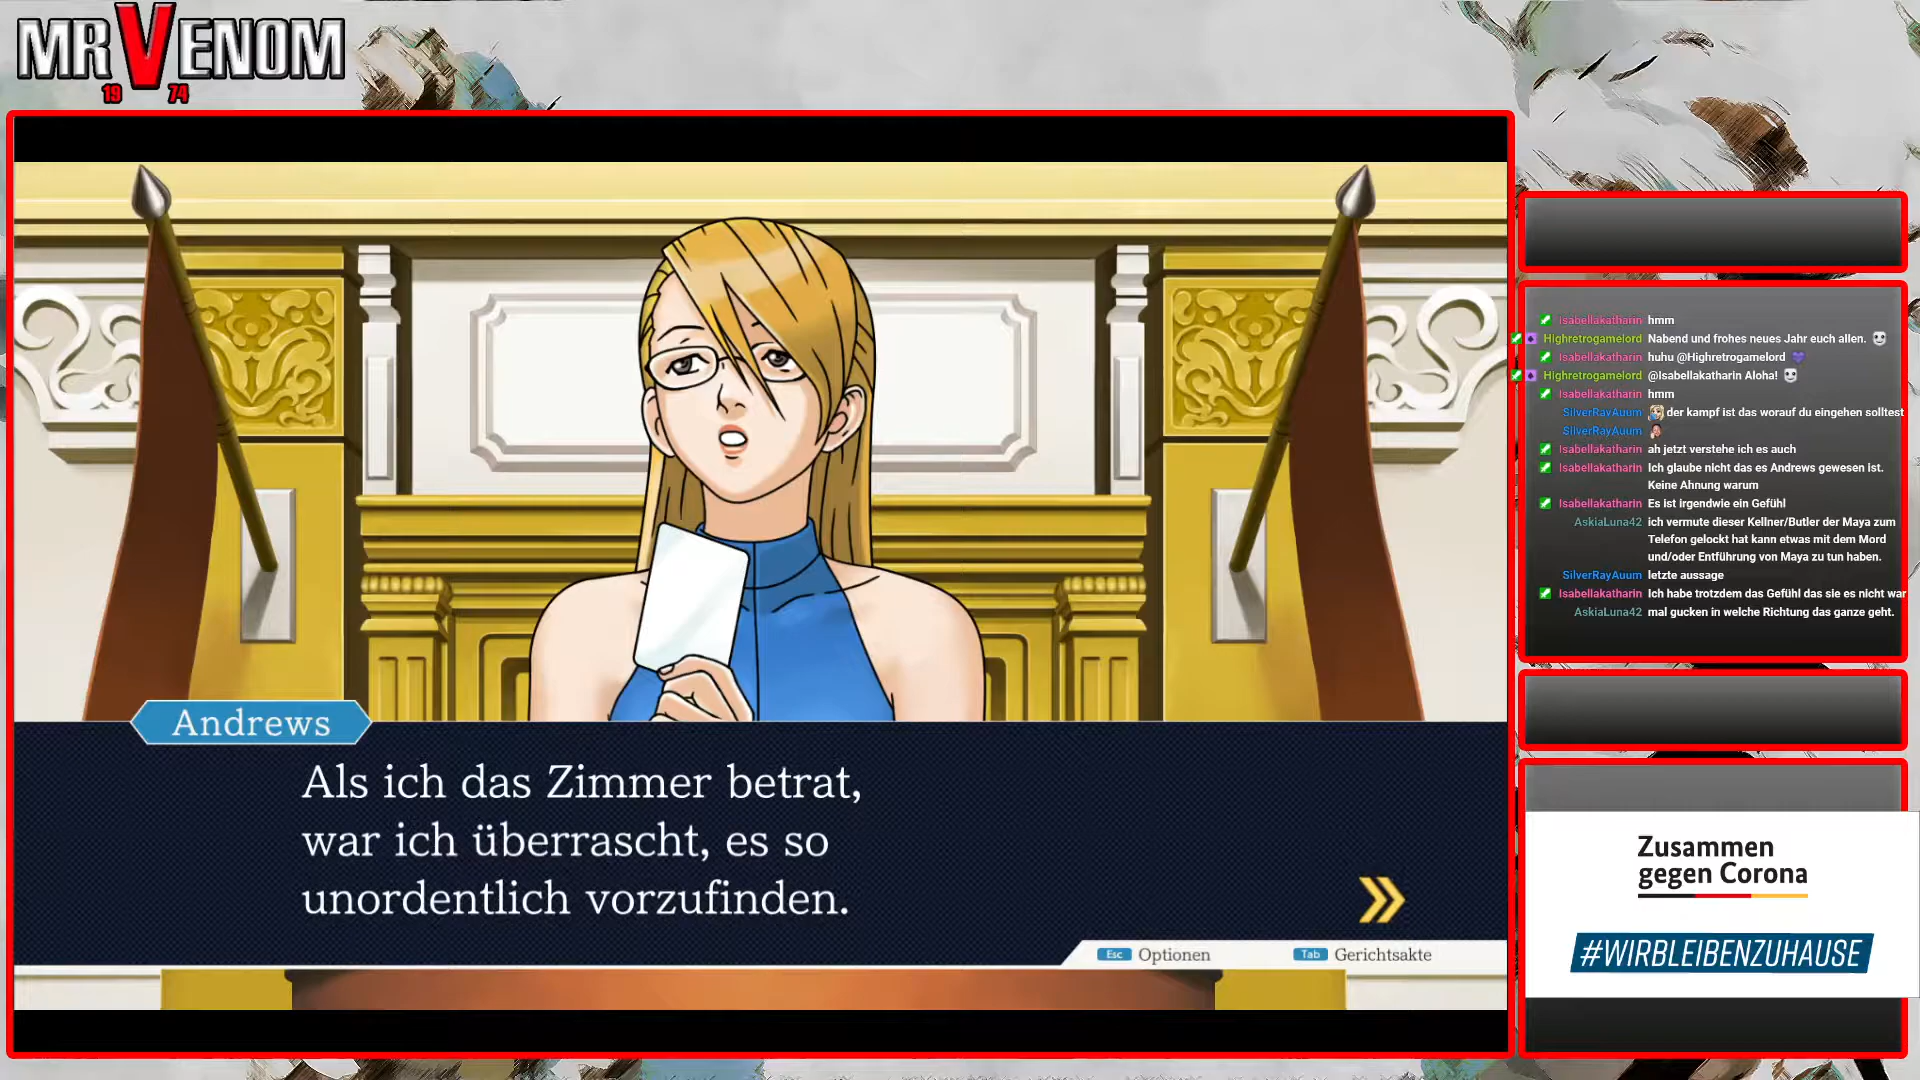 MRVENOM
19 74
Isabellakatharin hmm
Highretrogamelord Nabend und frohes neues Jahr euch allen.
Isabellakatharin huhu @Highretrogamelord
Highretrogamelord @Isabellakatharin Aloha!
Isabellakatharin hmm
SilverRayAuum der kampf ist das worauf du eingehen solltest
SilverRayAuum
Isabellakatharin ah jetzt verstehe ich es auch
Isabellakatharin Ich glaube nicht das es Andrews gewesen ist.
Keine Ahnung warum
Isabellakatharin Es ist irgendwie ein Gefühl
AskiaLuna42 ich vermute dieser Kellner/Butler der Maya zum
Telefon gelockt hat kann etwas mit dem Mord
und/oder Entführung von Maya zu tun haben.
SilverRayAuum letzte aussage
Isabellakatharin Ich habe trotzdem das Gefühl das sie es nicht war
AskiaLuna42 mal gucken in welche Richtung das ganze geht.
Andrews
Als ich das Zimmer betrat,
war ich überrascht, es so
unordentlich vorzufinden.
Esc Optionen
Tab Gerichtsakte
Zusammen
gegen Corona
#WIRBLEIBENZUHAUSE